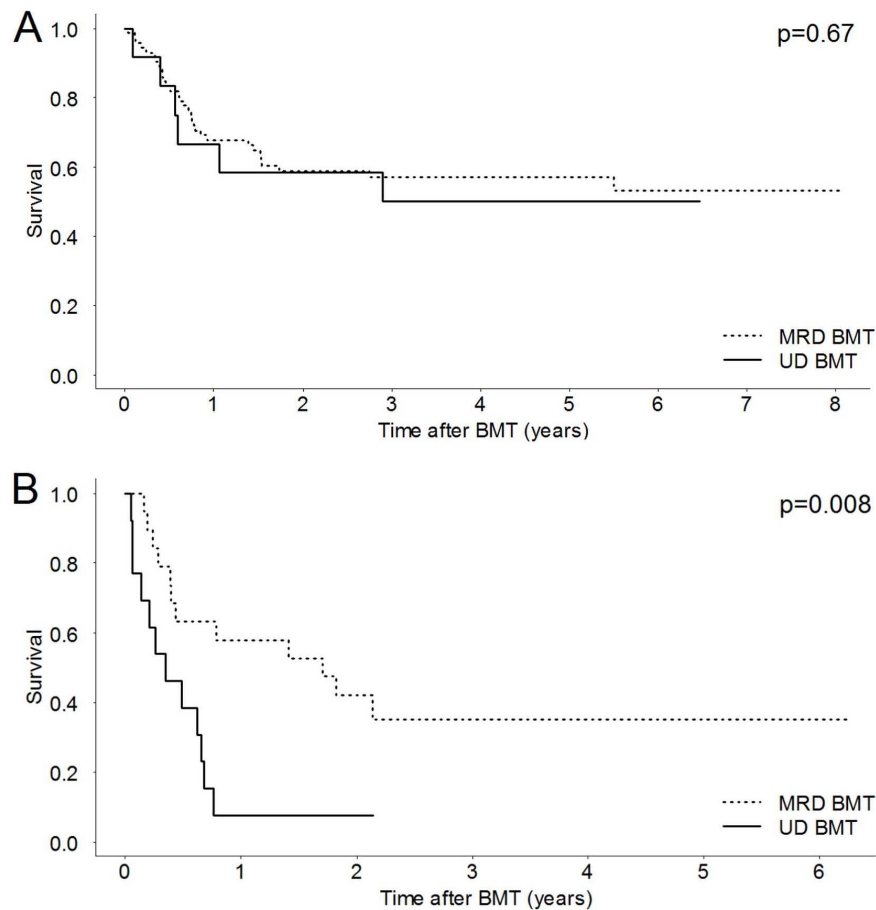 A
p=0.67
1.0
0.8
0.6
0.4
0.2
0.0
Survival
MRD BMT
UD BMT
0 1 2 3 4 5 6 7 8
Time after BMT (years)
B
p=0.008
1.0
0.8
0.6
0.4
0.2
0.0
Survival
MRD BMT
UD BMT
0 1 2 3 4 5 6
Time after BMT (years)